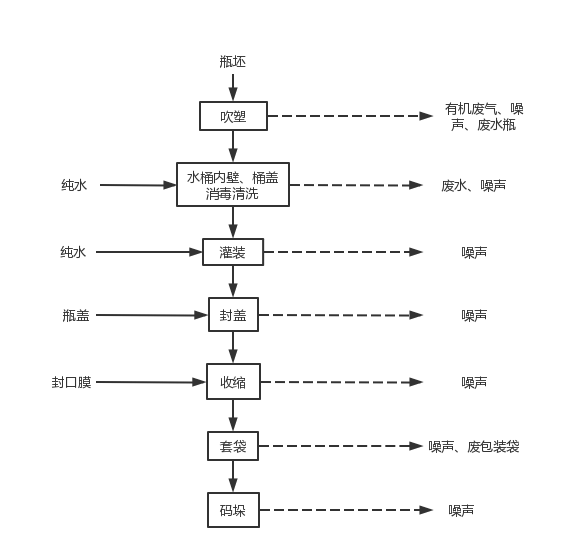 瓶坯
吹塑
有机废气、噪
声、废水瓶
纯水
水桶内壁、桶盖
消毒清洗
废水、噪声
纯水
灌装
噪声
瓶盖
封盖
噪声
封口膜
收缩
噪声
套袋
噪声、废包装袋
码垛
噪声